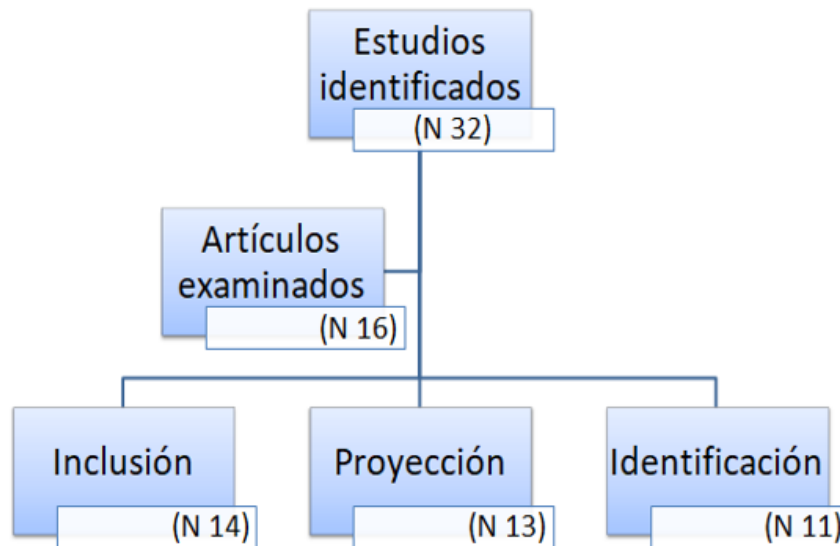 Estudios
identificados
(N 32)
Artículos
examinados
(N 16)
Inclusión
(N 14)
Proyección
(N 13)
Identificación
(N 11)